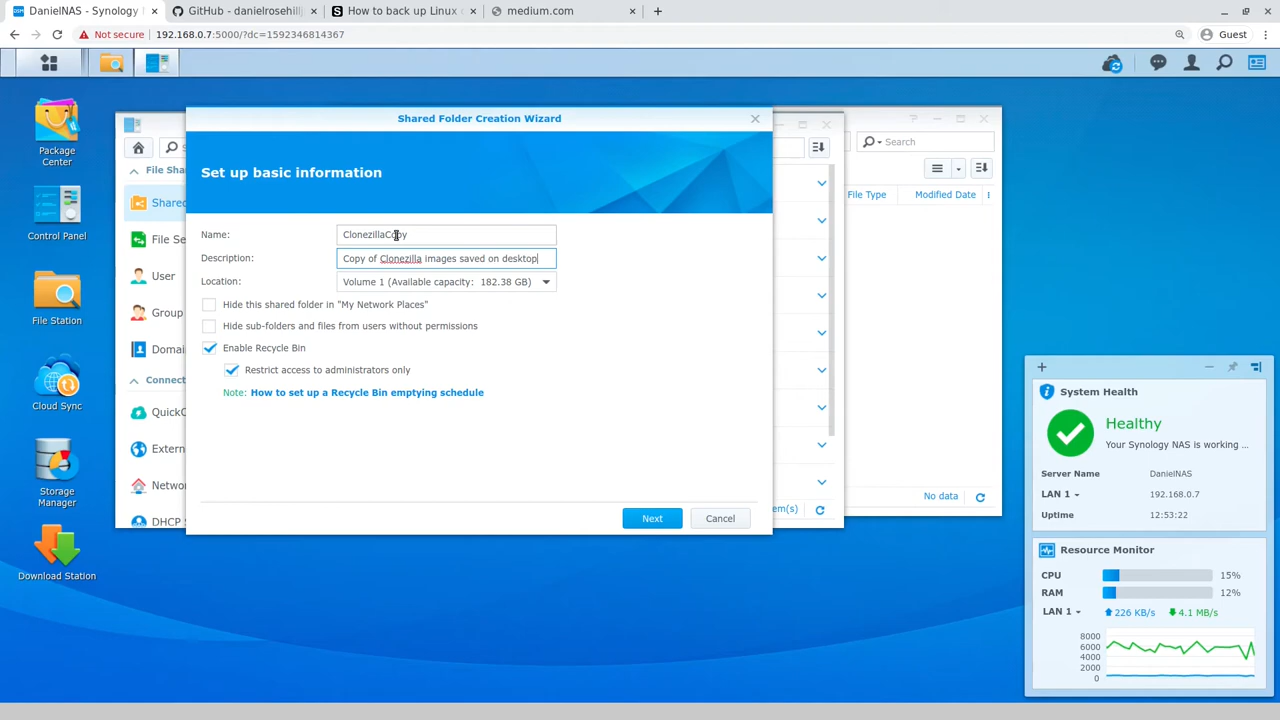 DanielNAS - Synology
GitHub - danielrosehillj
How to back up Linux c
medium.com
Not secure
192.168.0.7:5000/?dc=1592346814367
Guest
Package Center
Control Panel
File Station
Cloud Sync
Storage Manager
Download Station
Shared Folder Creation Wizard
Set up basic information
Name:
ClonezillaCopy
Description:
Copy of Clonezilla images saved on desktop
Location:
Volume 1 (Available capacity: 182.38 GB)
Hide this shared folder in "My Network Places"
Hide sub-folders and files from users without permissions
Enable Recycle Bin
Restrict access to administrators only
Note: How to set up a Recycle Bin emptying schedule
Next
Cancel
File Sha
Shared
File Se
User
Group
Domai
Connect
QuickC
Extern
Netwo
DHCP S
em(s)
Search
File Type
Modified Date
No data
System Health
Healthy
Your Synology NAS is working ...
Server Name
DanielNAS
LAN 1
192.168.0.7
Uptime
12:53:22
Resource Monitor
CPU
15%
RAM
12%
LAN 1
226 KB/s
4.1 MB/s
8000
6000
4000
2000
0